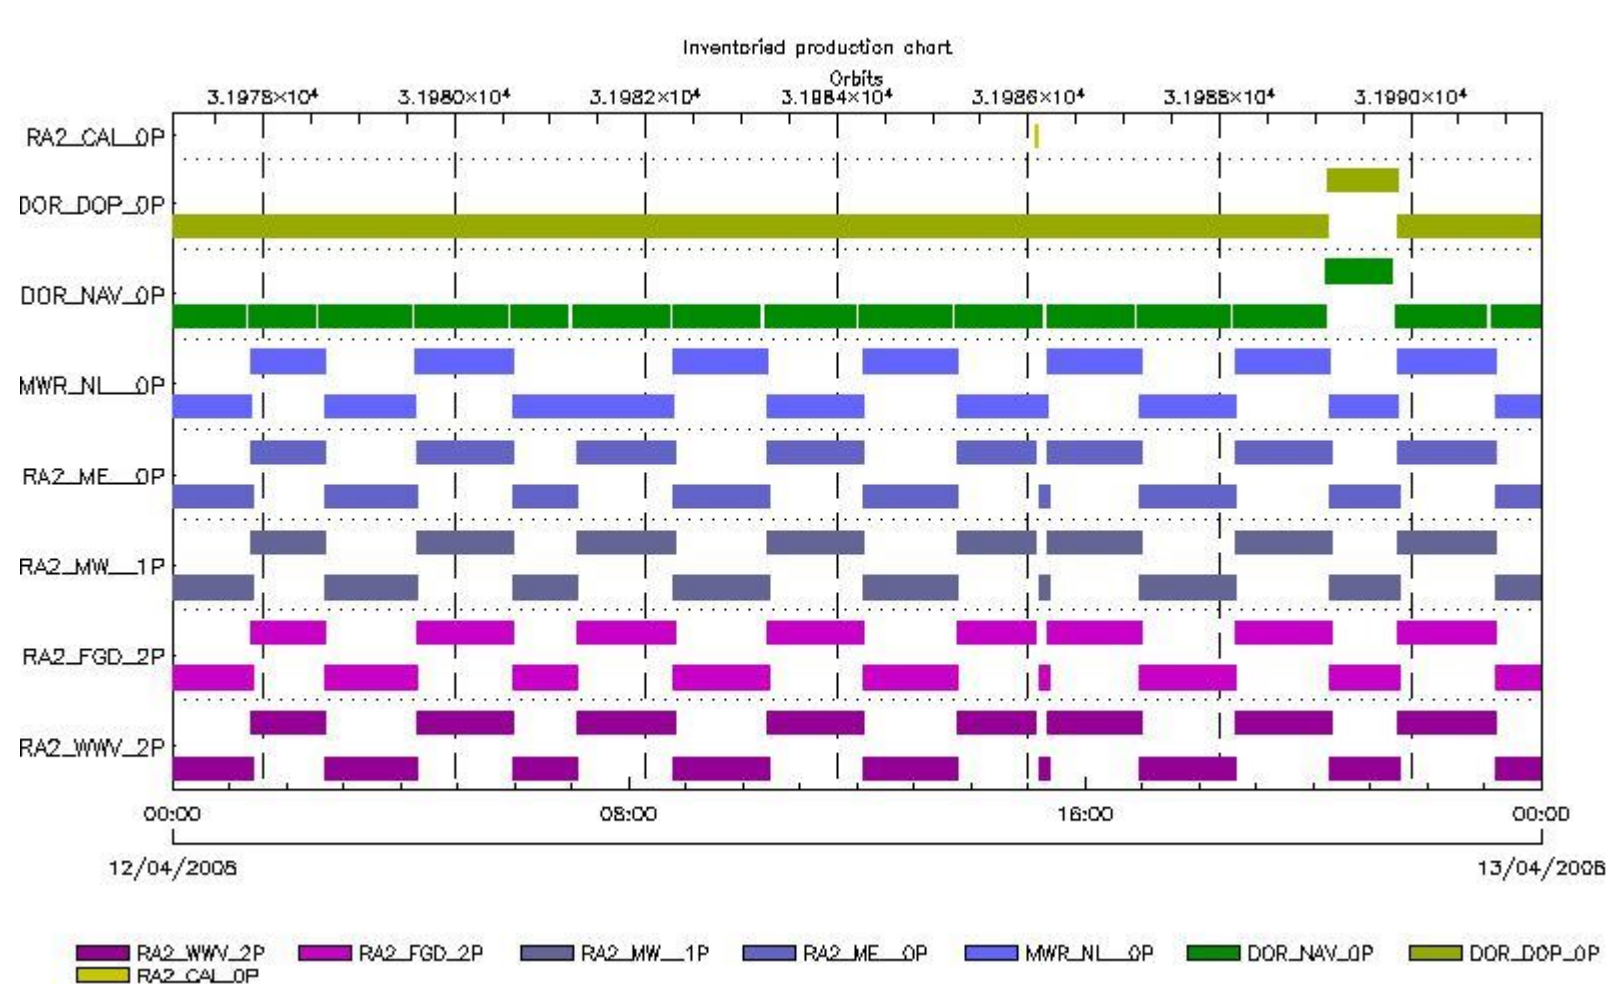 Inventoried production chart
Orbits
3.1978×10⁴ 3.1980×10⁴ 3.1982×10⁴ 3.1984×10⁴ 3.1986×10⁴ 3.1988×10⁴ 3.1990×10⁴
RA2_CAL_0P
DOR_DOP_0P
DOR_NAV_0P
MWR_NL__0P
RA2_ME__0P
RA2_MW__1P
RA2_FGD_2P
RA2_WWV_2P
00:00 08:00 16:00 00:00
12/04/2008 13/04/2008
RA2_WWV_2P RA2_FGD_2P RA2_MW__1P RA2_ME__0P MWR_NL__0P DOR_NAV_0P DOR_DOP_0P
RA2_CAL_0P